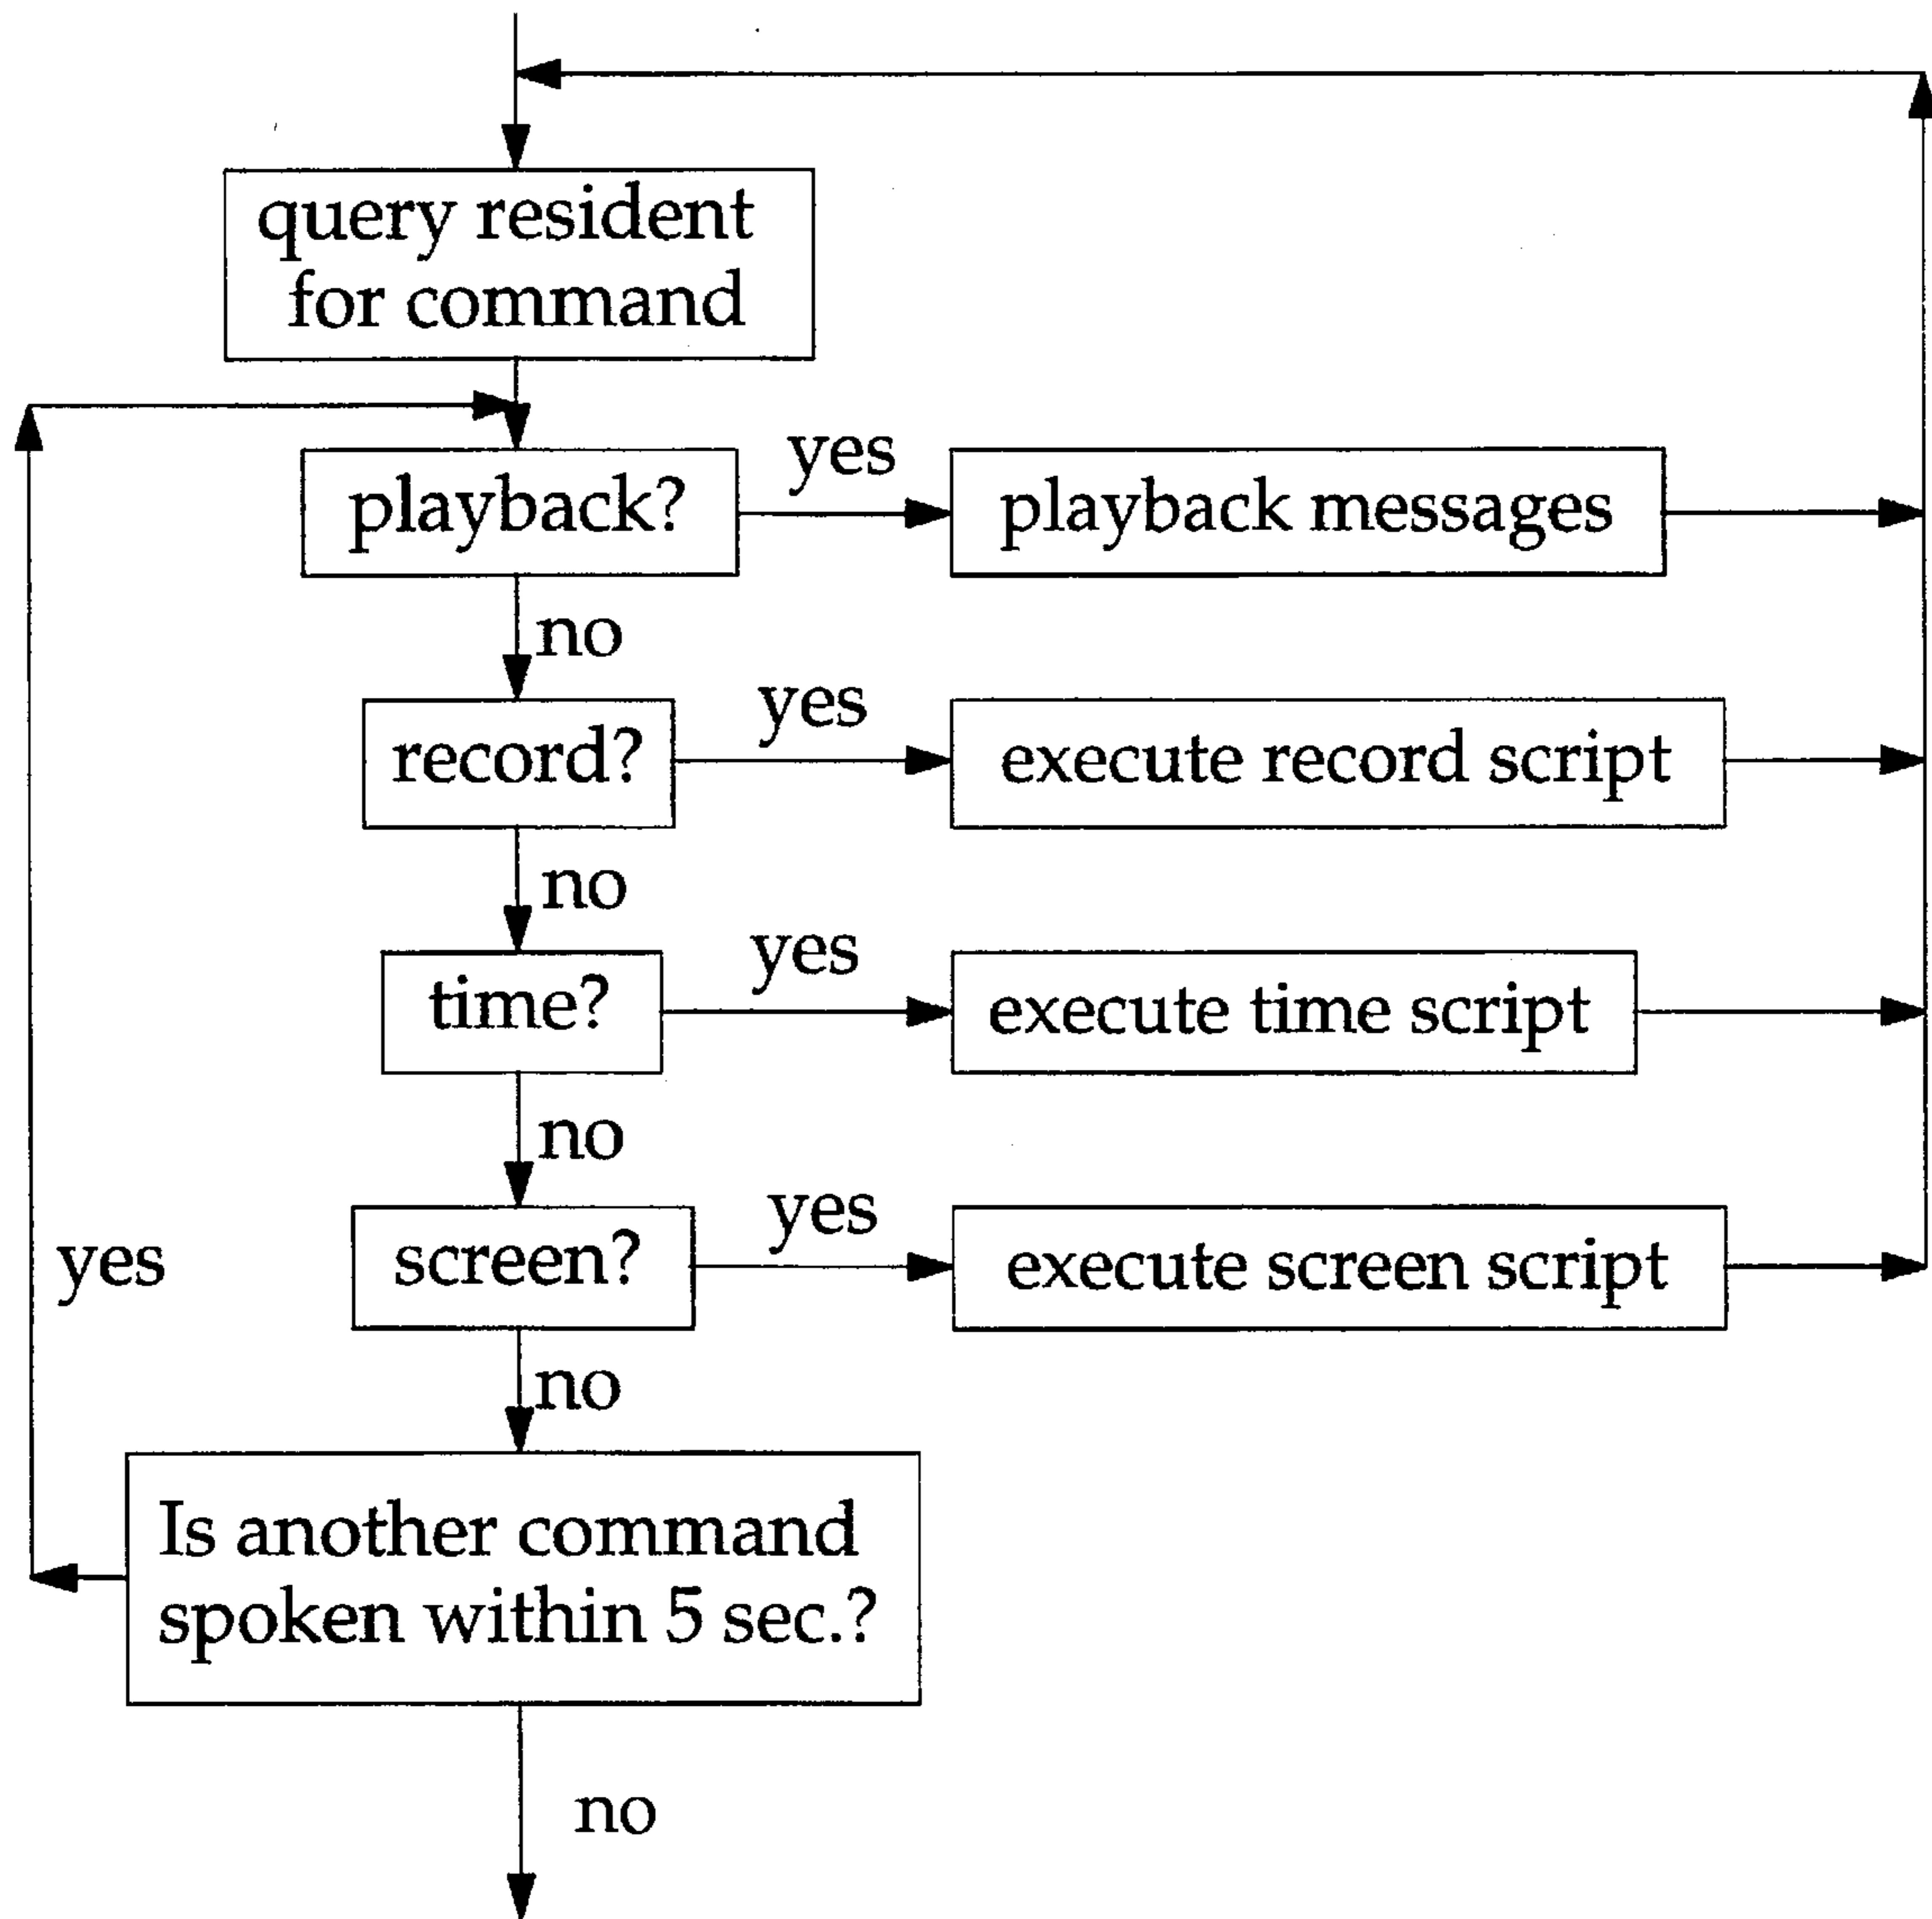 query resident
for command
playback?
yes
playback messages
no
record?
yes
execute record script
no
time?
yes
execute time script
no
screen?
yes
execute screen script
yes
no
Is another command
spoken within 5 sec.?
no